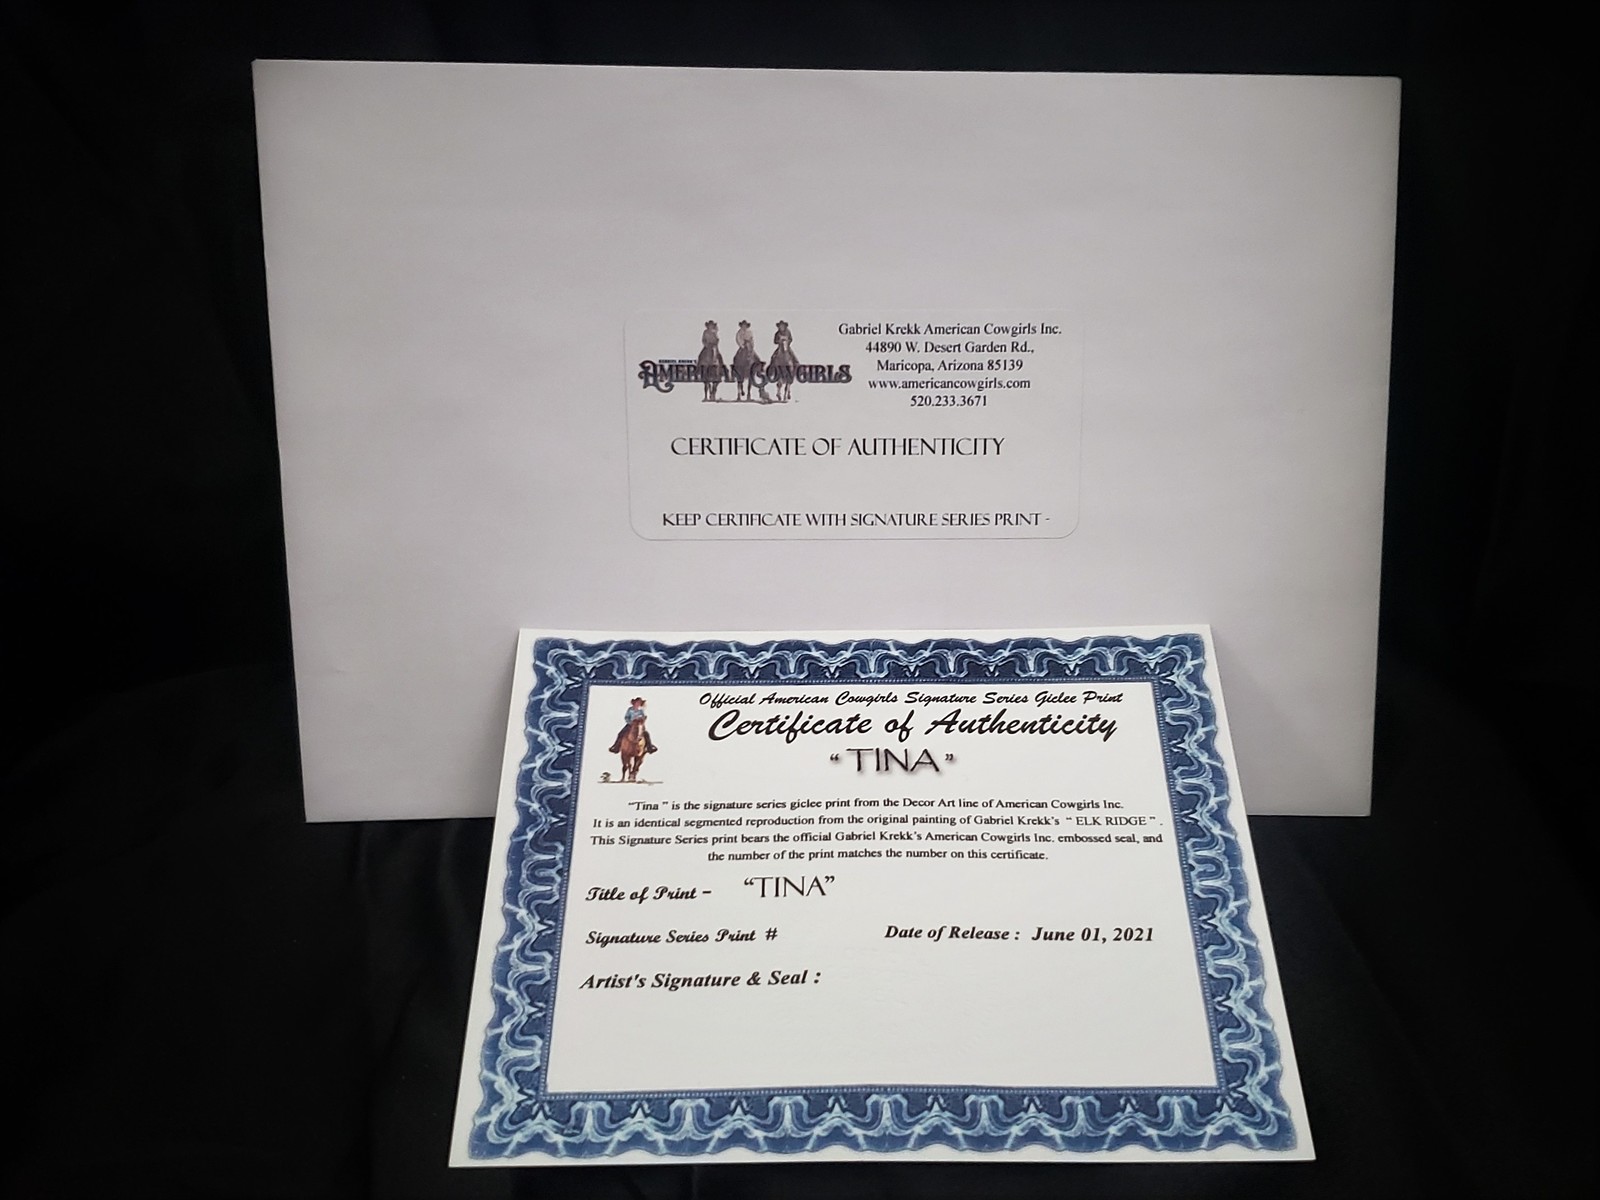 GABRIEL KREKK'S
AMERICAN COWGIRLS
Gabriel Krekk American Cowgirls Inc.
44890 W. Desert Garden Rd.,
Maricopa, Arizona 85139
www.americancowgirls.com
520.233.3671
CERTIFICATE OF AUTHENTICITY
KEEP CERTIFICATE WITH SIGNATURE SERIES PRINT -
Official American Cowgirls Signature Series Giclee Print
Certificate of Authenticity
“TINA”
“Tina” is the signature series giclee print from the Decor Art line of American Cowgirls Inc.
It is an identical segmented reproduction from the original painting of Gabriel Krekk's “ ELK RIDGE ” .
This Signature Series print bears the official Gabriel Krekk's American Cowgirls Inc. embossed seal, and
the number of the print matches the number on this certificate.
Title of Print – “TINA”
Signature Series Print # Date of Release : June 01, 2021
Artist's Signature & Seal :